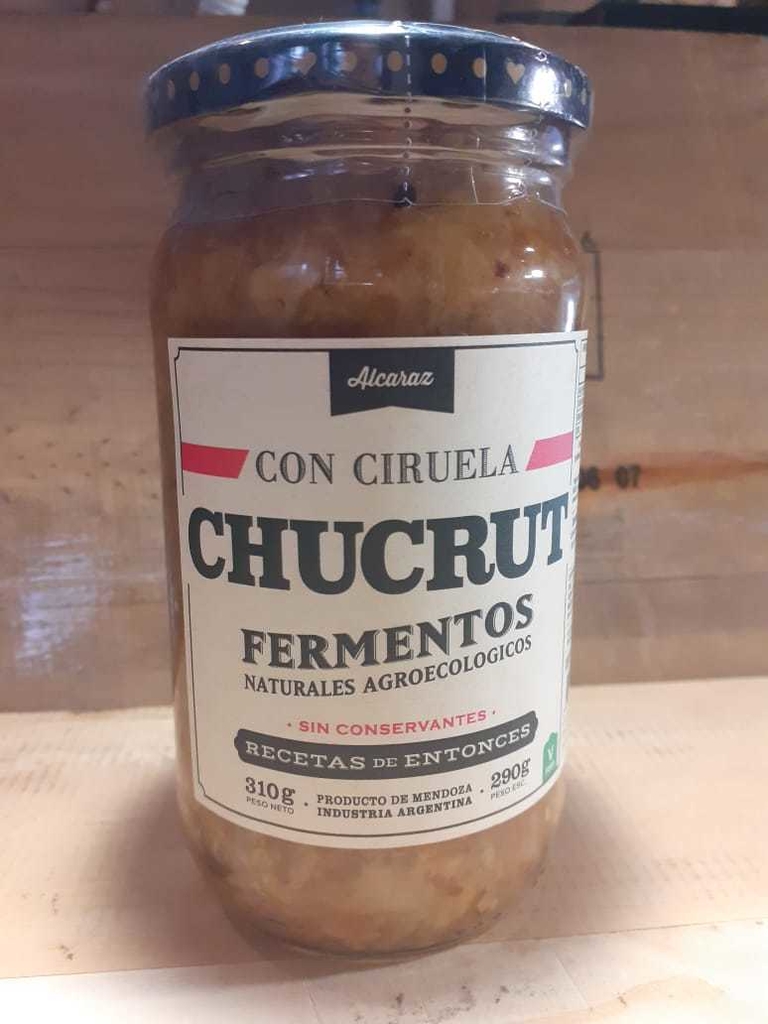 Alcaraz
CON CIRUELA
CHUCRUT
FERMENTOS
NATURALES AGROECOLOGICOS
· SIN CONSERVANTES ·
RECETAS DE ENTONCES
310g
PESO NETO
· PRODUCTO DE MENDOZA ·
INDUSTRIA ARGENTINA
290g
PESO ESC.
V
07